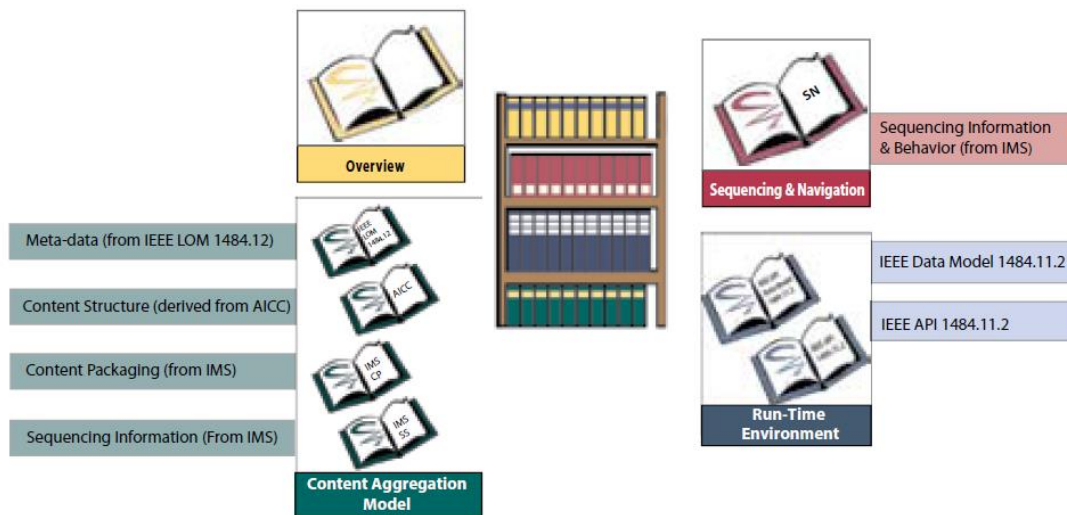 Overview
Meta-data (from IEEE LOM 1484.12)
Content Structure (derived from AICC)
Content Packaging (from IMS)
Sequencing Information (From IMS)
IEEE
LOM
1484.12
AICC
IMS
CP
IMS
SS
Content Aggregation
Model
SN
Sequencing & Navigation
Sequencing Information
& Behavior (from IMS)
IEEE Data Model 1484.11.2
IEEE API 1484.11.2
Run-Time
Environment